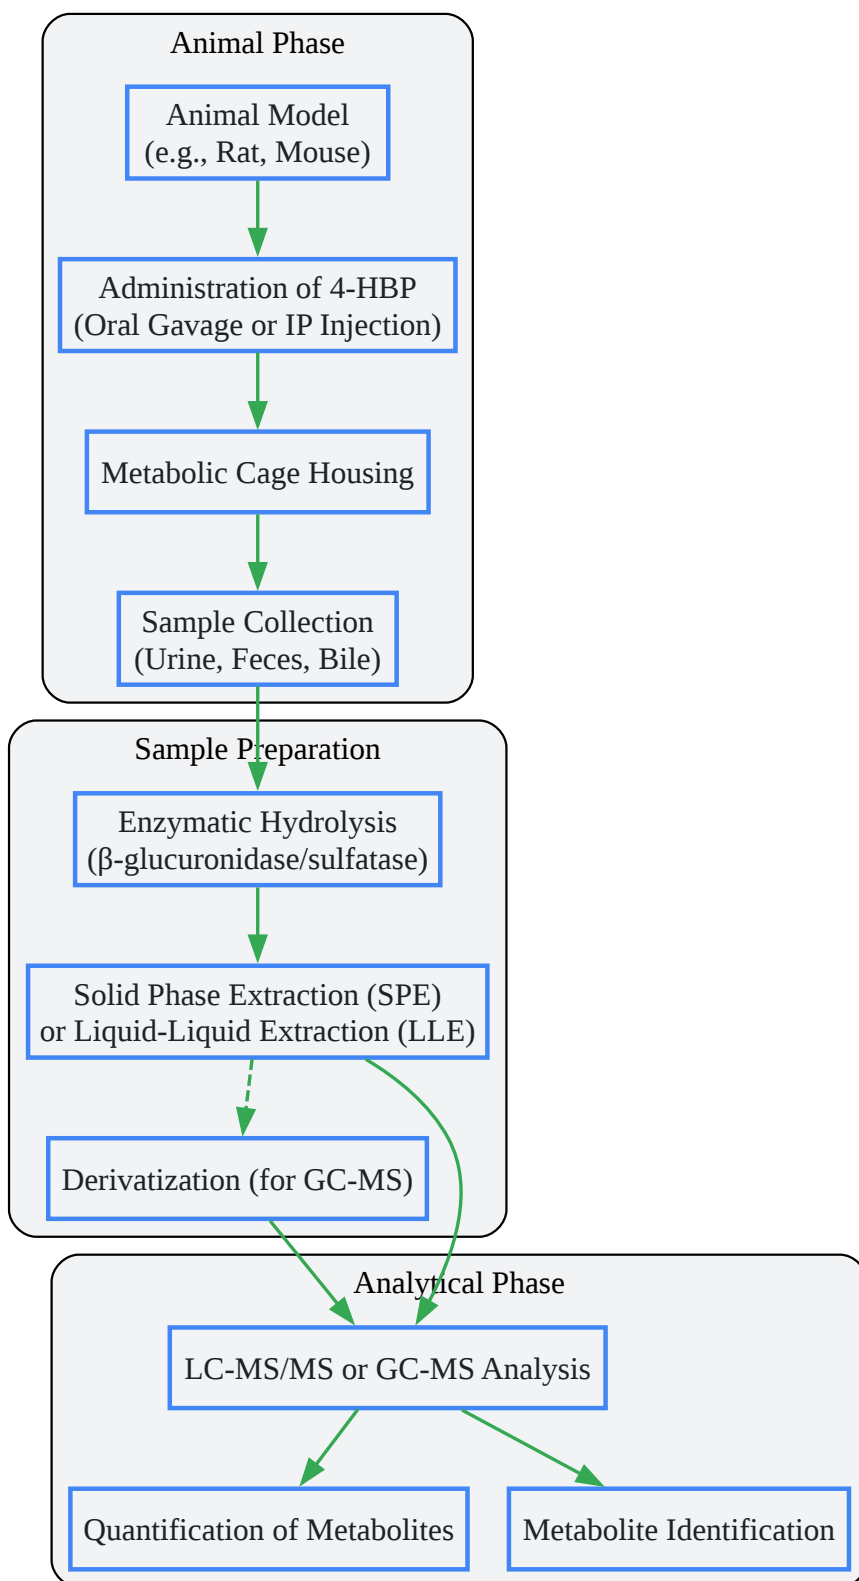 Animal Phase
Animal Model
(e.g., Rat, Mouse)
Administration of 4-HBP
(Oral Gavage or IP Injection)
Metabolic Cage Housing
Sample Collection
(Urine, Feces, Bile)
Sample Preparation
Enzymatic Hydrolysis
(β-glucuronidase/sulfatase)
Solid Phase Extraction (SPE)
or Liquid-Liquid Extraction (LLE)
Derivatization (for GC-MS)
Analytical Phase
LC-MS/MS or GC-MS Analysis
Quantification of Metabolites
Metabolite Identification